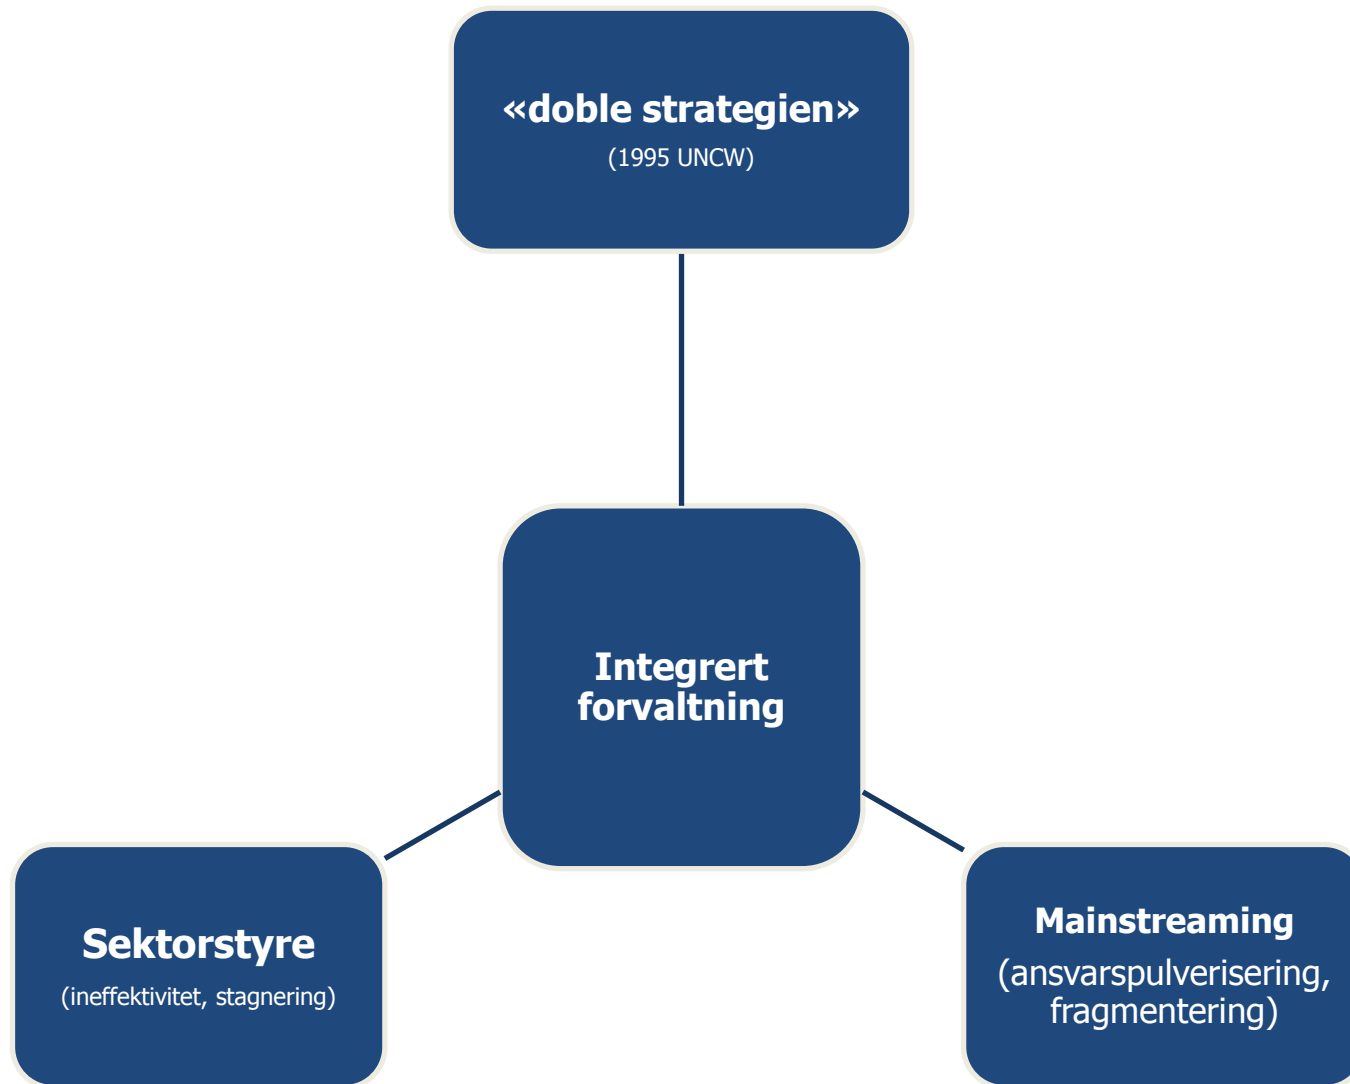 «doble strategien»
(1995 UNCW)
Integrert
forvaltning
Sektorstyre
(ineffektivitet, stagnering)
Mainstreaming
(ansvarspulverisering,
fragmentering)